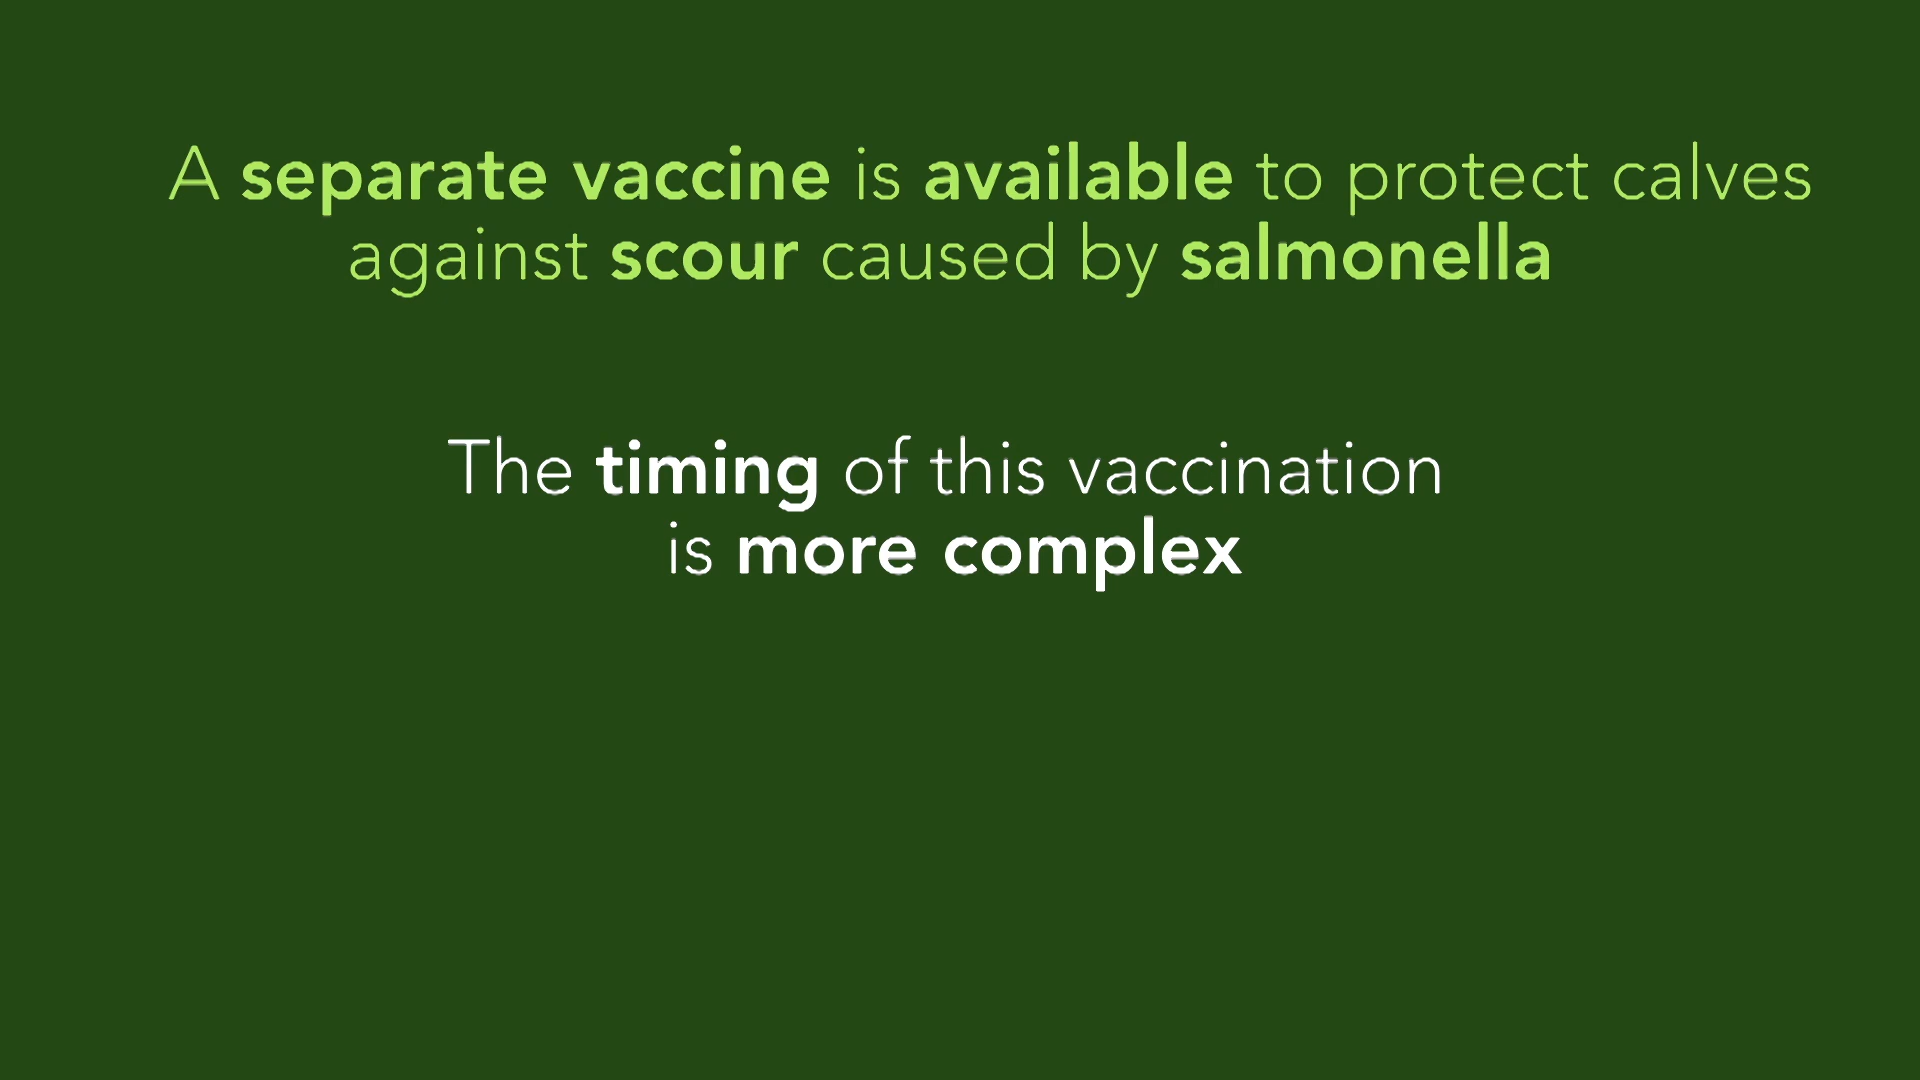 A separate vaccine is available to protect calves
against scour caused by salmonella
The timing of this vaccination
is more complex